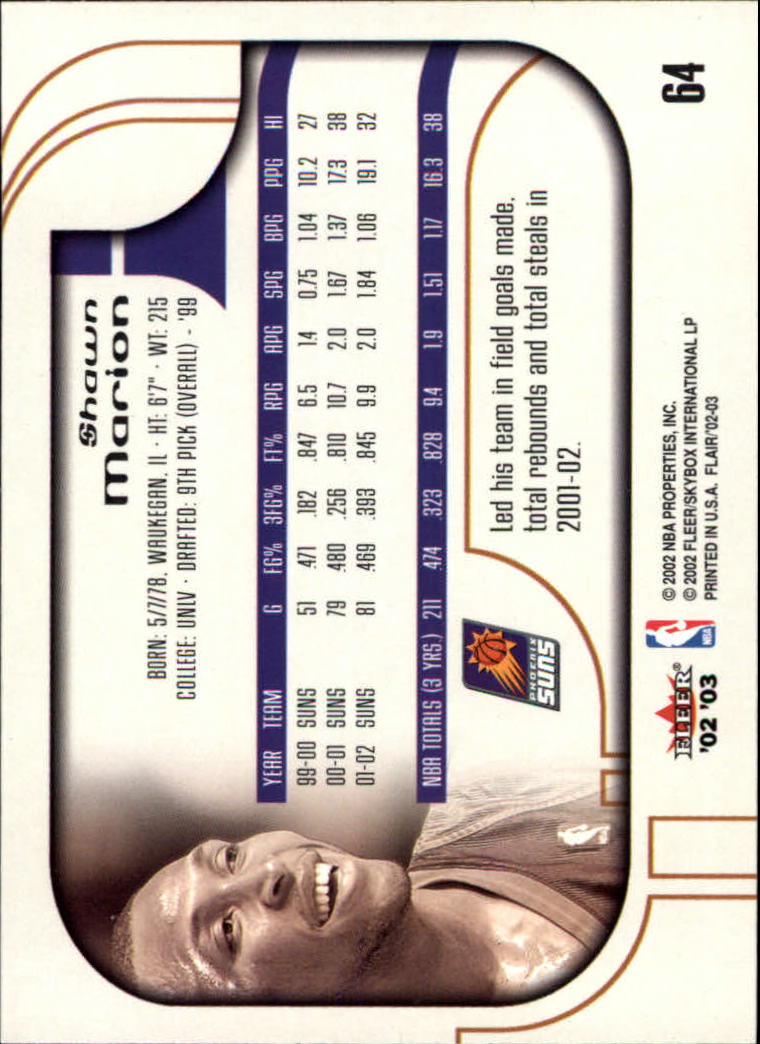 64
Shawn
Marion
BORN: 5/7/78, WAUKEGAN, IL · HT: 6'7" · WT: 215
COLLEGE: UNLV · DRAFTED: 9TH PICK (OVERALL) - '99
YEAR TEAM G FG% 3FG% FT% RPG APG SPG BPG PPG HI
99-00 SUNS 51 .471 .182 .847 6.5 1.4 0.75 1.04 10.2 27
00-01 SUNS 79 .480 .256 .810 10.7 2.0 1.67 1.37 17.3 38
01-02 SUNS 81 .469 .393 .845 9.9 2.0 1.84 1.06 19.1 32
NBA TOTALS (3 YRS.) 211 .474 .323 .828 9.4 1.9 1.51 1.17 16.3 38
PHOENIX
SUNS
Led his team in field goals made,
total rebounds and total steals in
2001-02.
FLEER®
'02 '03
NBA
© 2002 NBA PROPERTIES, INC.
© 2002 FLEER/SKYBOX INTERNATIONAL LP
PRINTED IN U.S.A. FLAIR/'02-03